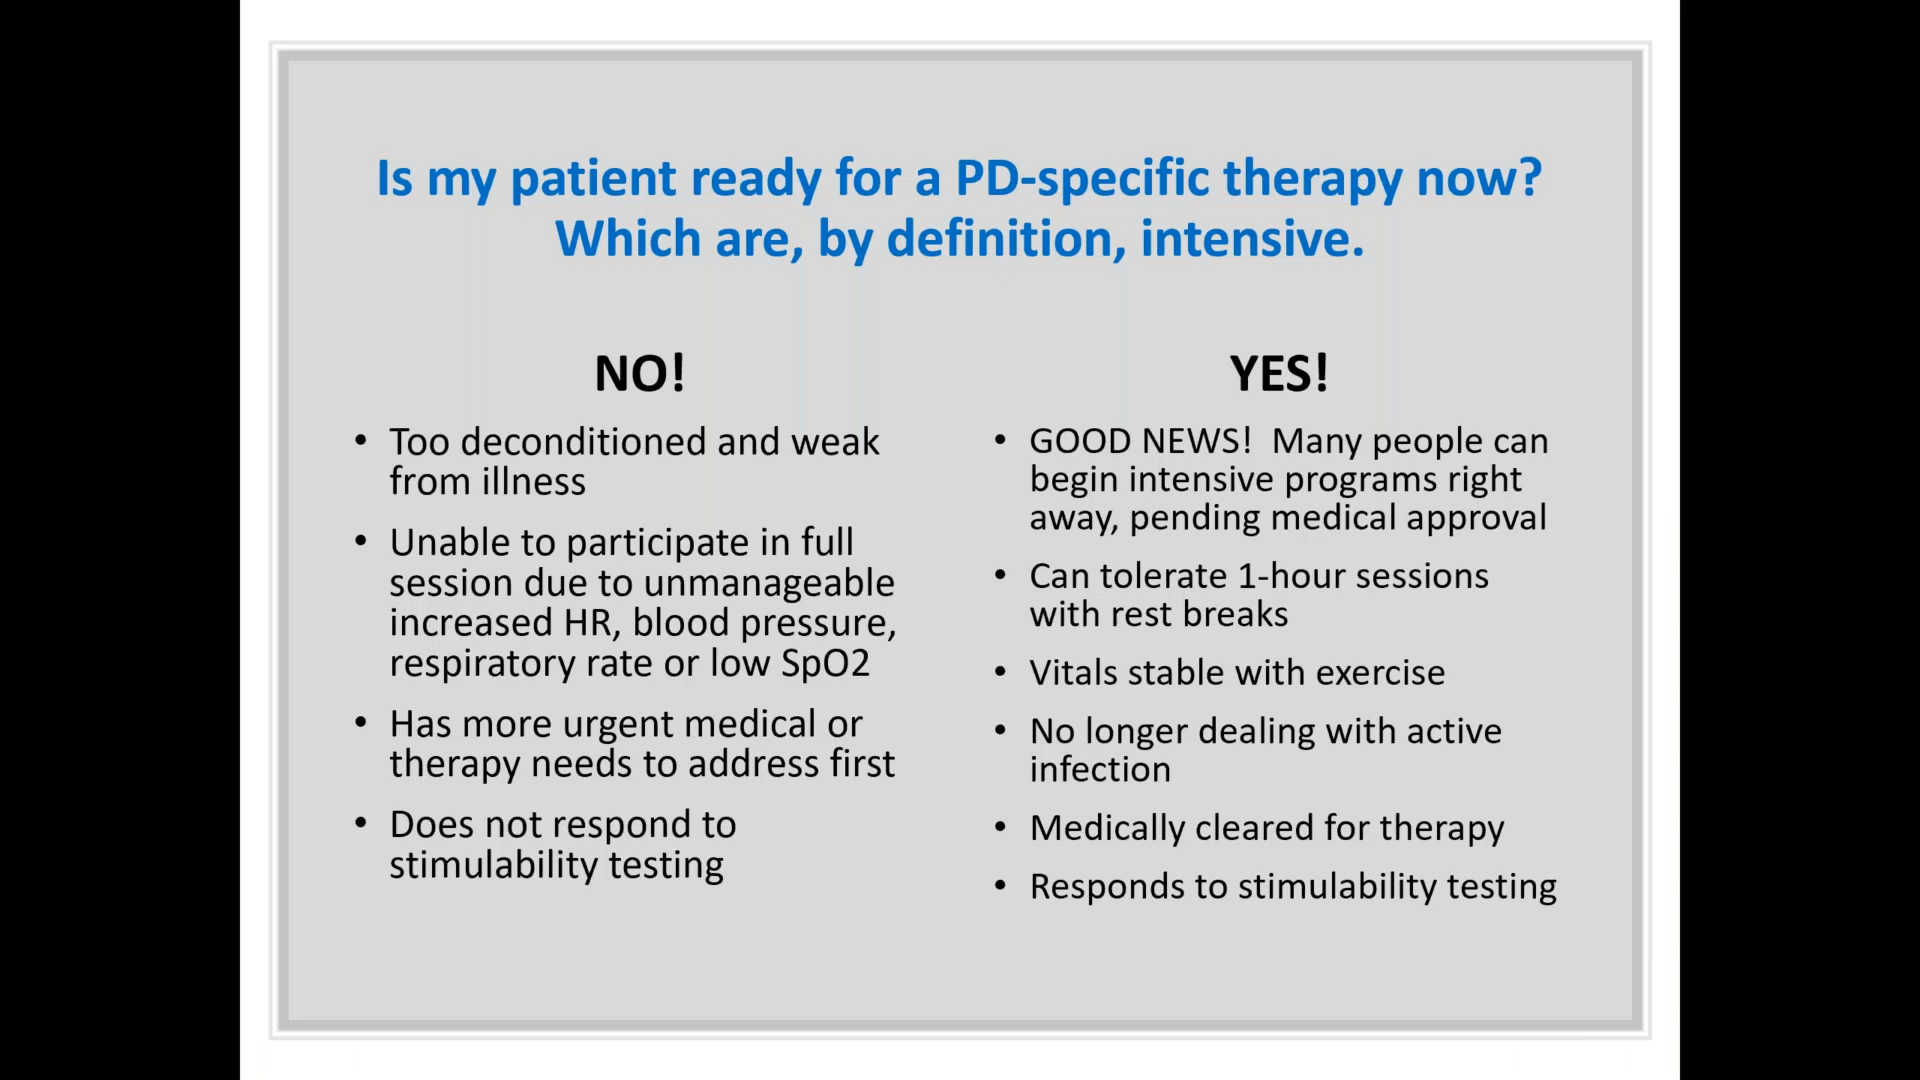 Is my patient ready for a PD-specific therapy now?
Which are, by definition, intensive.
NO!
• Too deconditioned and weak
from illness
• Unable to participate in full
session due to unmanageable
increased HR, blood pressure,
respiratory rate or low SpO2
• Has more urgent medical or
therapy needs to address first
• Does not respond to
stimulability testing
YES!
• GOOD NEWS!  Many people can
begin intensive programs right
away, pending medical approval
• Can tolerate 1-hour sessions
with rest breaks
• Vitals stable with exercise
• No longer dealing with active
infection
• Medically cleared for therapy
• Responds to stimulability testing